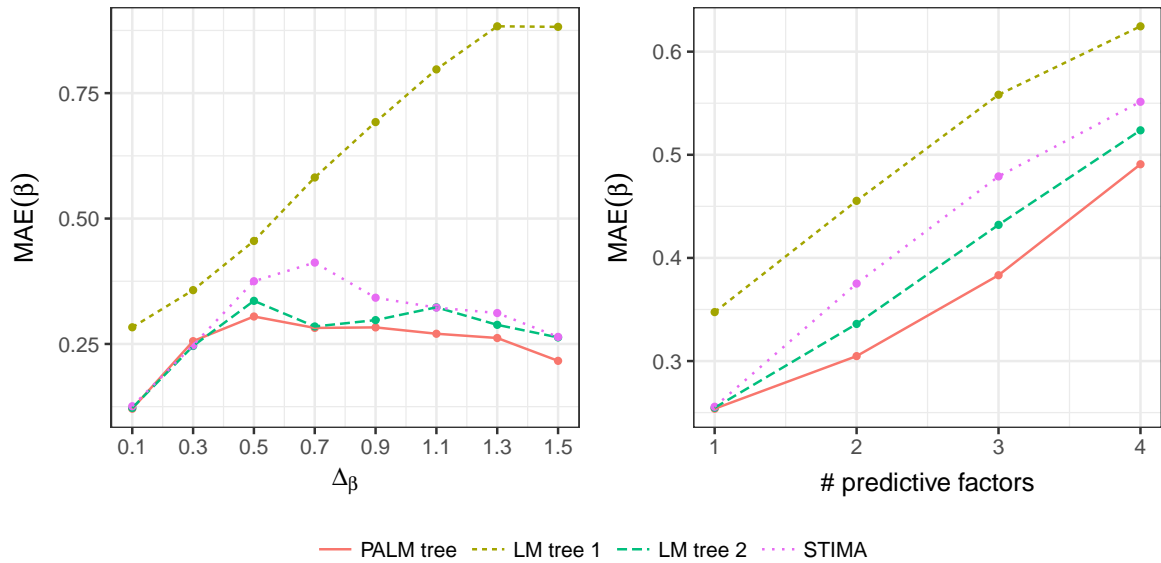 MAE(β)
0.75
0.50
0.25
0.1 0.3 0.5 0.7 0.9 1.1 1.3 1.5
Δβ
MAE(β)
0.6
0.5
0.4
0.3
1 2 3 4
# predictive factors
PALM tree LM tree 1 LM tree 2 STIMA